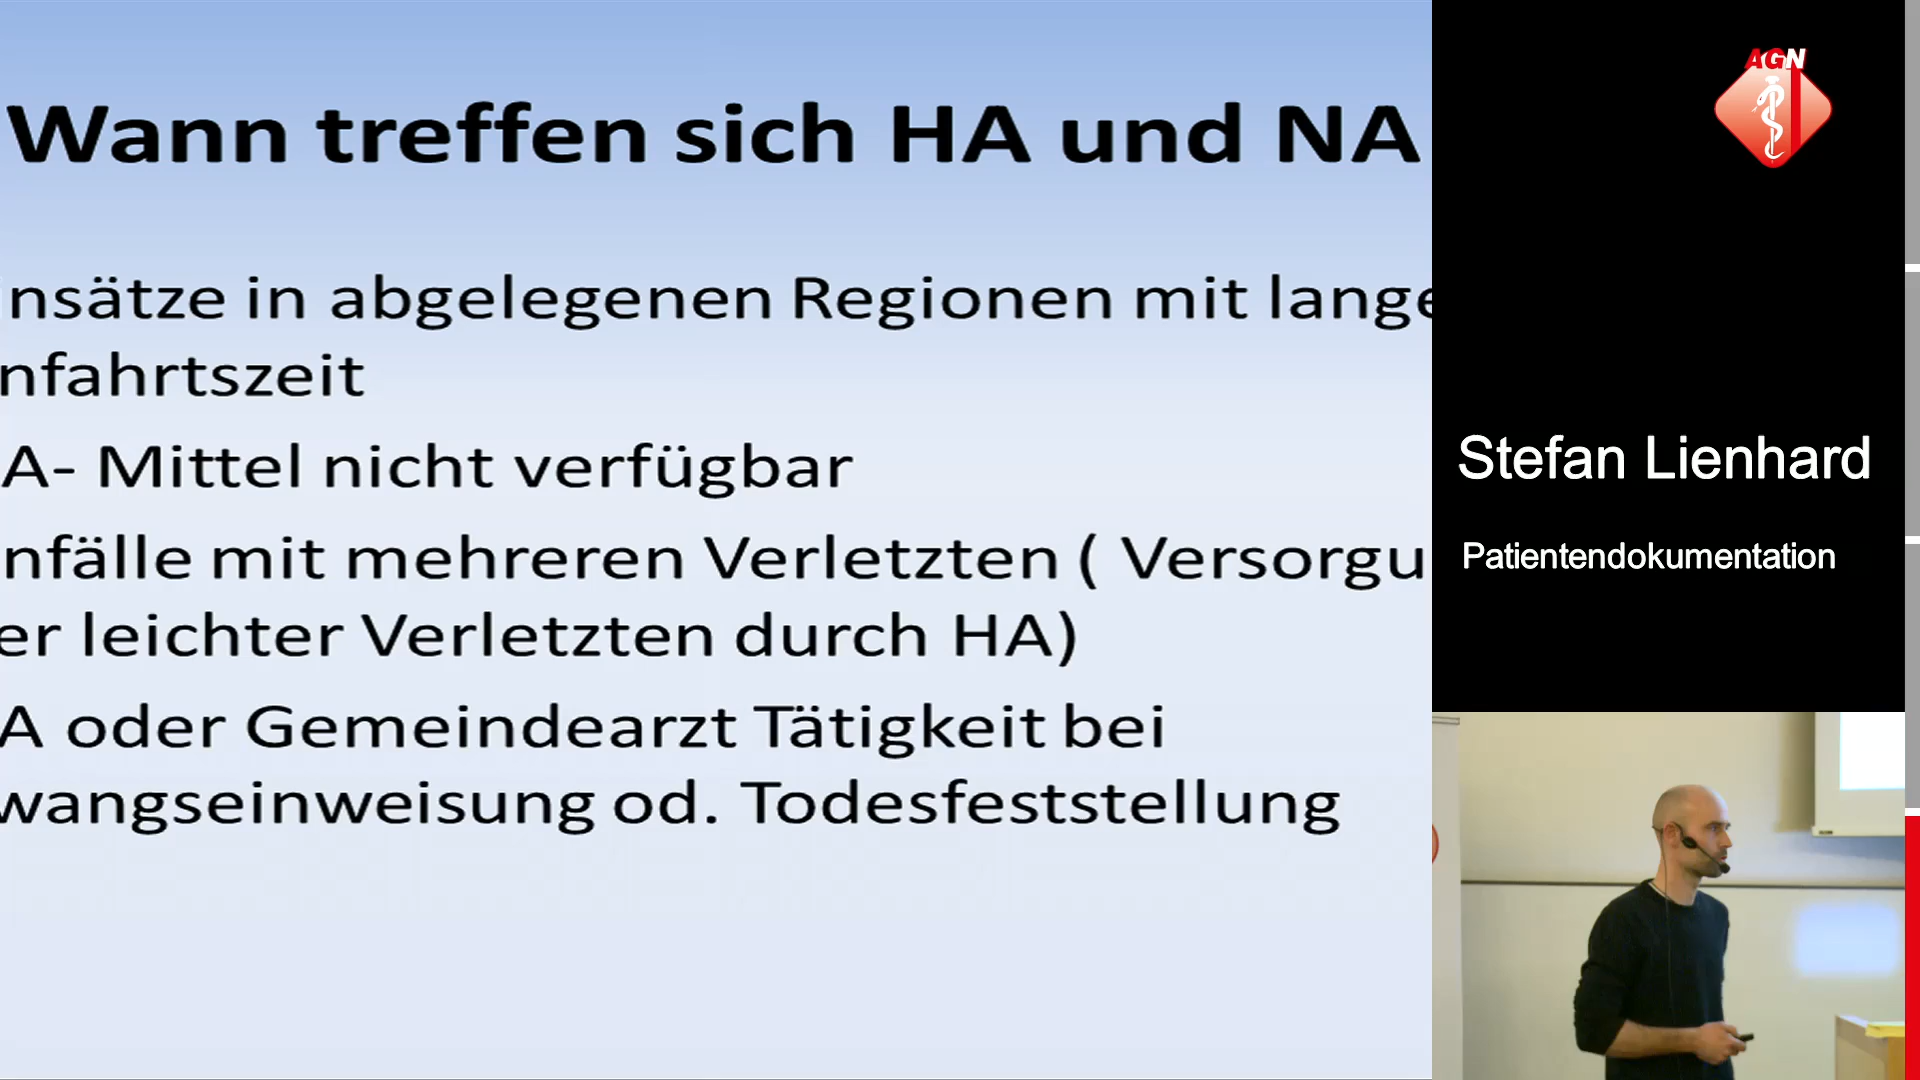 Wann treffen sich HA und NA
insätze in abgelegenen Regionen mit lange
nfahrtszeit
A- Mittel nicht verfügbar
nfälle mit mehreren Verletzten ( Versorgu
er leichter Verletzten durch HA)
A oder Gemeindearzt Tätigkeit bei
wangseinweisung od. Todesfeststellung
AGN
Stefan Lienhard
Patientendokumentation